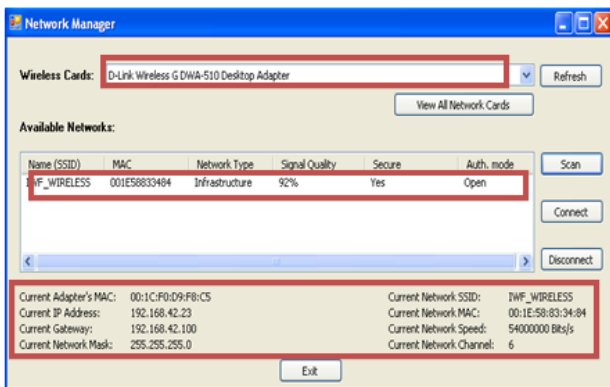 Network Manager
Wireless Cards: D-Link Wireless G DWA-510 Desktop Adapter Refresh
View All Network Cards
Available Networks:
Name (SSID) MAC Network Type Signal Quality Secure Auth. mode Scan
IWF_WIRELESS 001E58833484 Infrastructure 92% Yes Open
Connect
Disconnect
Current Adapter's MAC: 00:1C:F0:D9:F8:C5 Current Network SSID: IWF_WIRELESS
Current IP Address: 192.168.42.23 Current Network MAC: 00:1E:58:83:34:84
Current Gateway: 192.168.42.100 Current Network Speed: 54000000 Bits/s
Current Network Mask: 255.255.255.0 Current Network Channel: 6
Exit